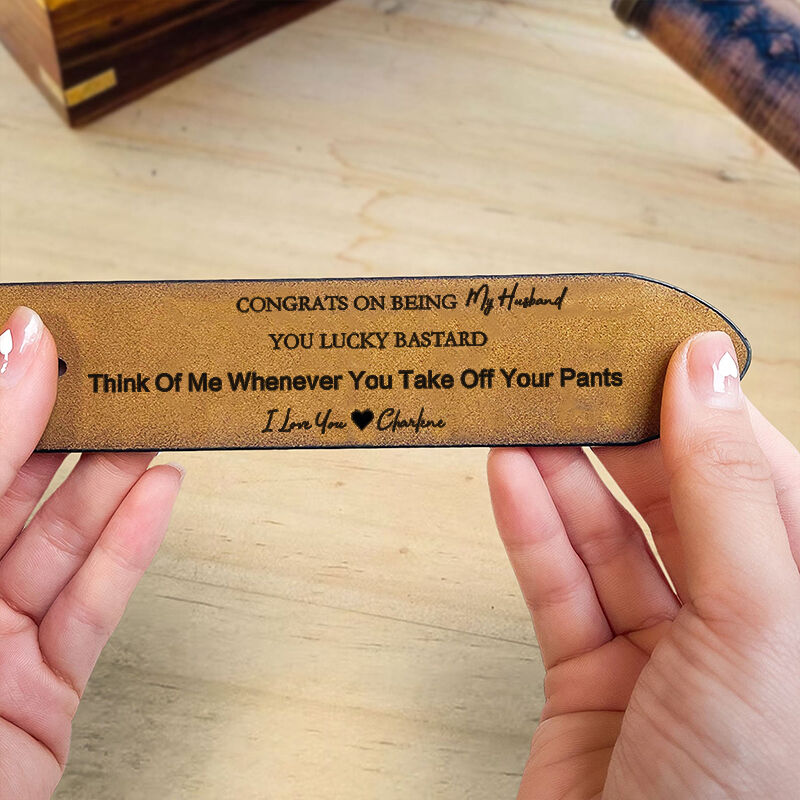 CONGRATS ON BEING My Husband
YOU LUCKY BASTARD
Think Of Me Whenever You Take Off Your Pants
I Love You ♥ Charlene